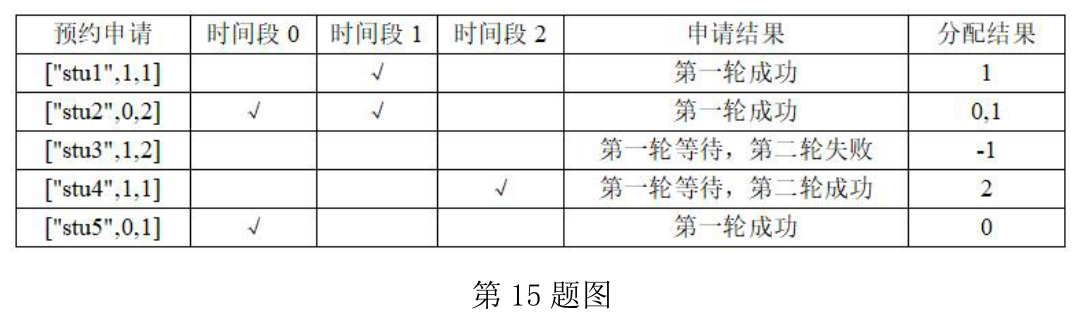 预约申请 时间段 0 时间段 1 时间段 2 申请结果 分配结果
["stu1",1,1] √ 第一轮成功 1
["stu2",0,2] √ √ 第一轮成功 0,1
["stu3",1,2] 第一轮等待，第二轮失败 -1
["stu4",1,1] √ 第一轮等待，第二轮成功 2
["stu5",0,1] √ 第一轮成功 0
第 15 题图